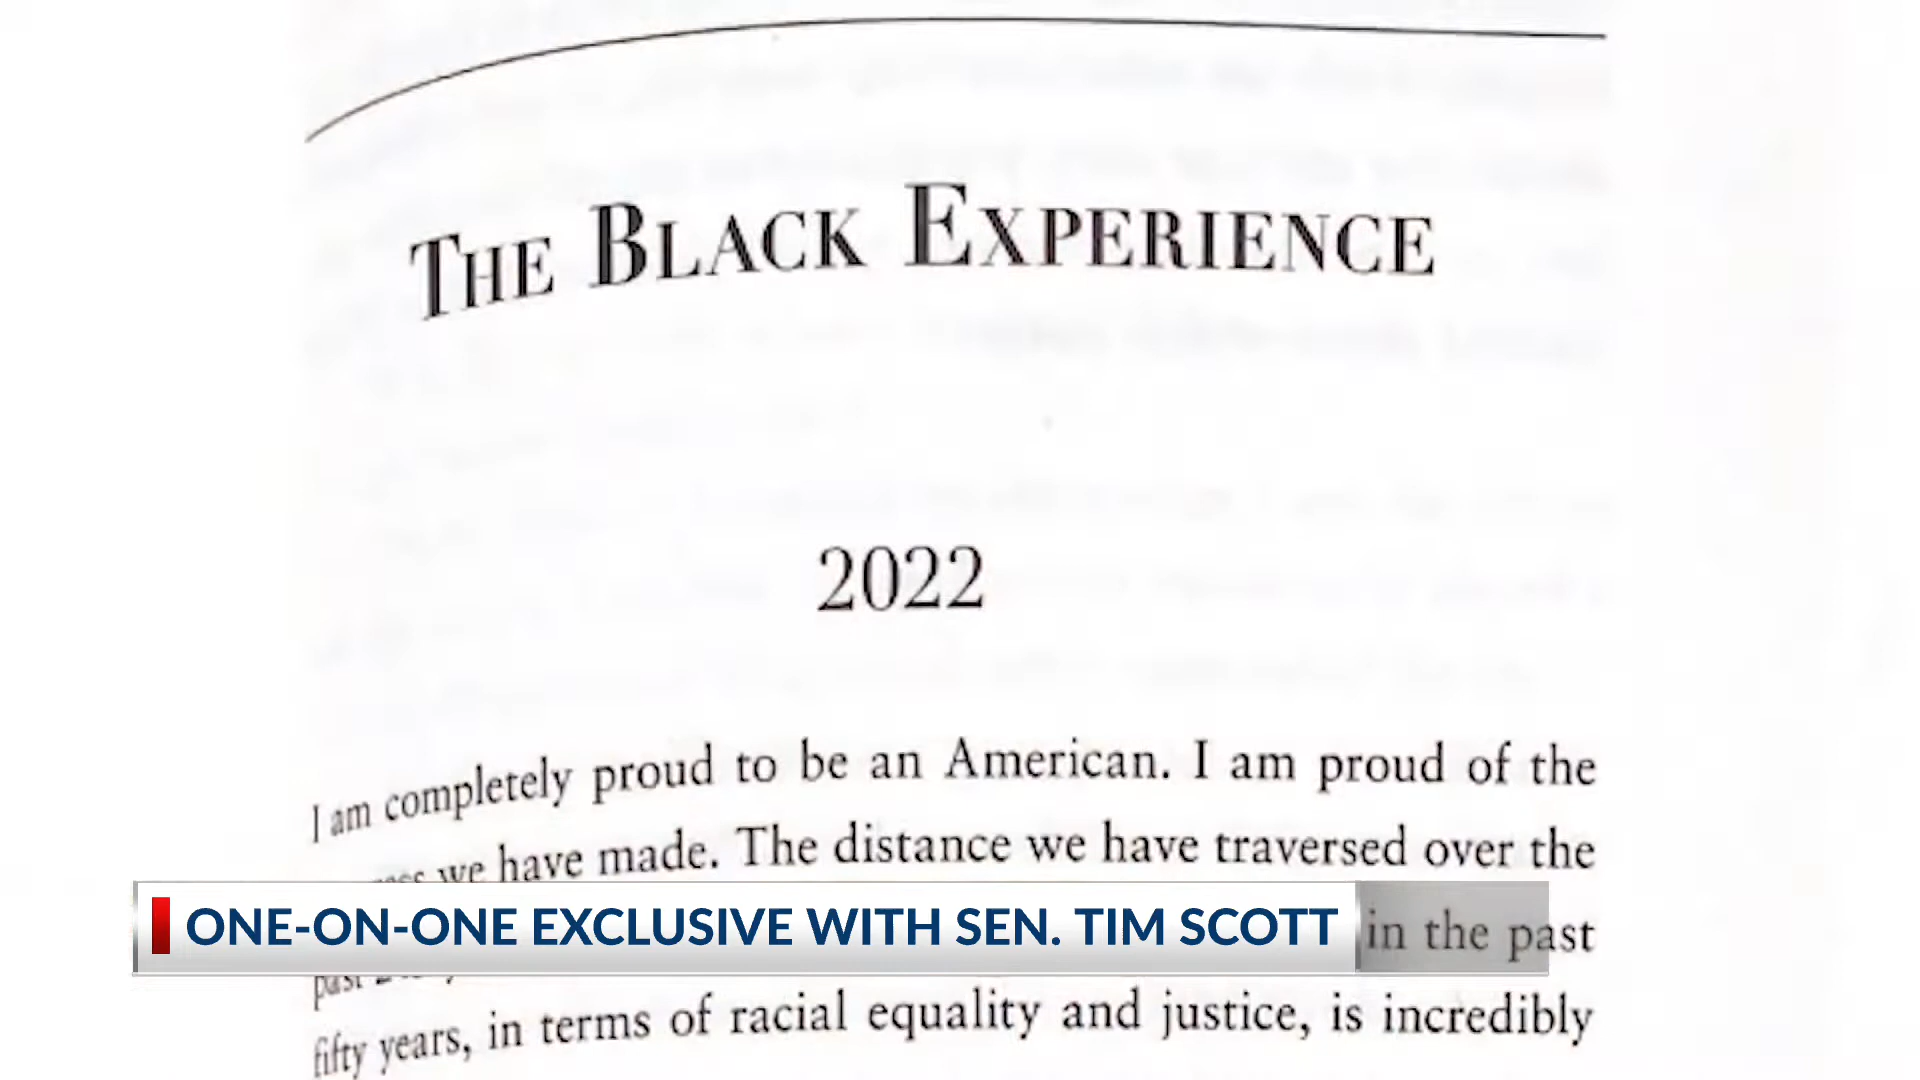 THE BLACK EXPERIENCE
2022
I am completely proud to be an American. I am proud of the
we have made. The distance we have traversed over the
ONE-ON-ONE EXCLUSIVE WITH SEN. TIM SCOTT
in the past
fifty years, in terms of racial equality and justice, is incredibly